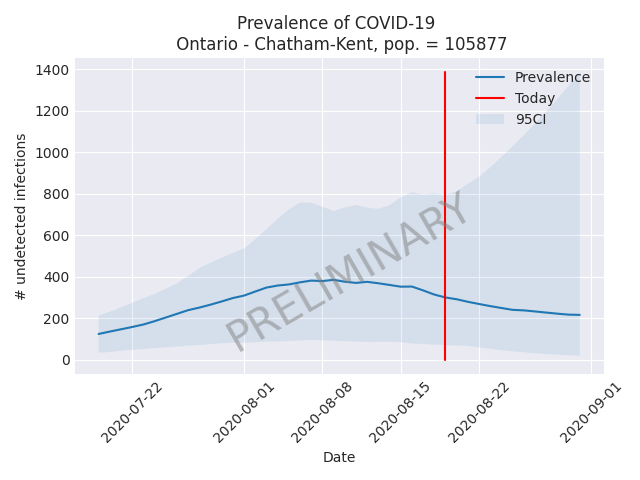 Prevalence of COVID-19
Ontario - Chatham-Kent, pop. = 105877
1400
1200
1000
800
600
400
200
0
# undetected infections
Prevalence
Today
95CI
PRELIMINARY
2020-07-22
2020-08-01
2020-08-08
2020-08-15
2020-08-22
2020-09-01
Date